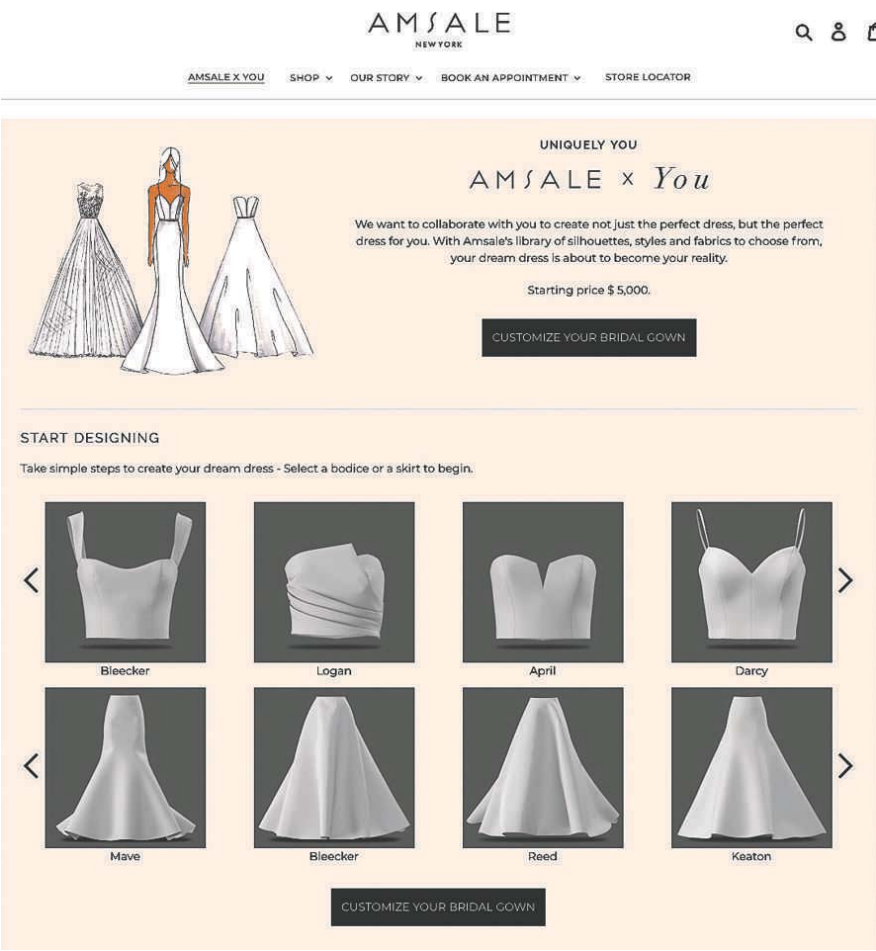 AMSALE
NEW YORK
AMSALE X YOU SHOP OUR STORY BOOK AN APPOINTMENT STORE LOCATOR
UNIQUELY YOU
AMSALE x You
We want to collaborate with you to create not just the perfect dress, but the perfect
dress for you. With Amsale's library of silhouettes, styles and fabrics to choose from,
your dream dress is about to become your reality.
Starting price $ 5,000.
CUSTOMIZE YOUR BRIDAL GOWN
START DESIGNING
Take simple steps to create your dream dress - Select a bodice or a skirt to begin.
Bleecker Logan April Darcy
Mave Bleecker Reed Keaton
CUSTOMIZE YOUR BRIDAL GOWN